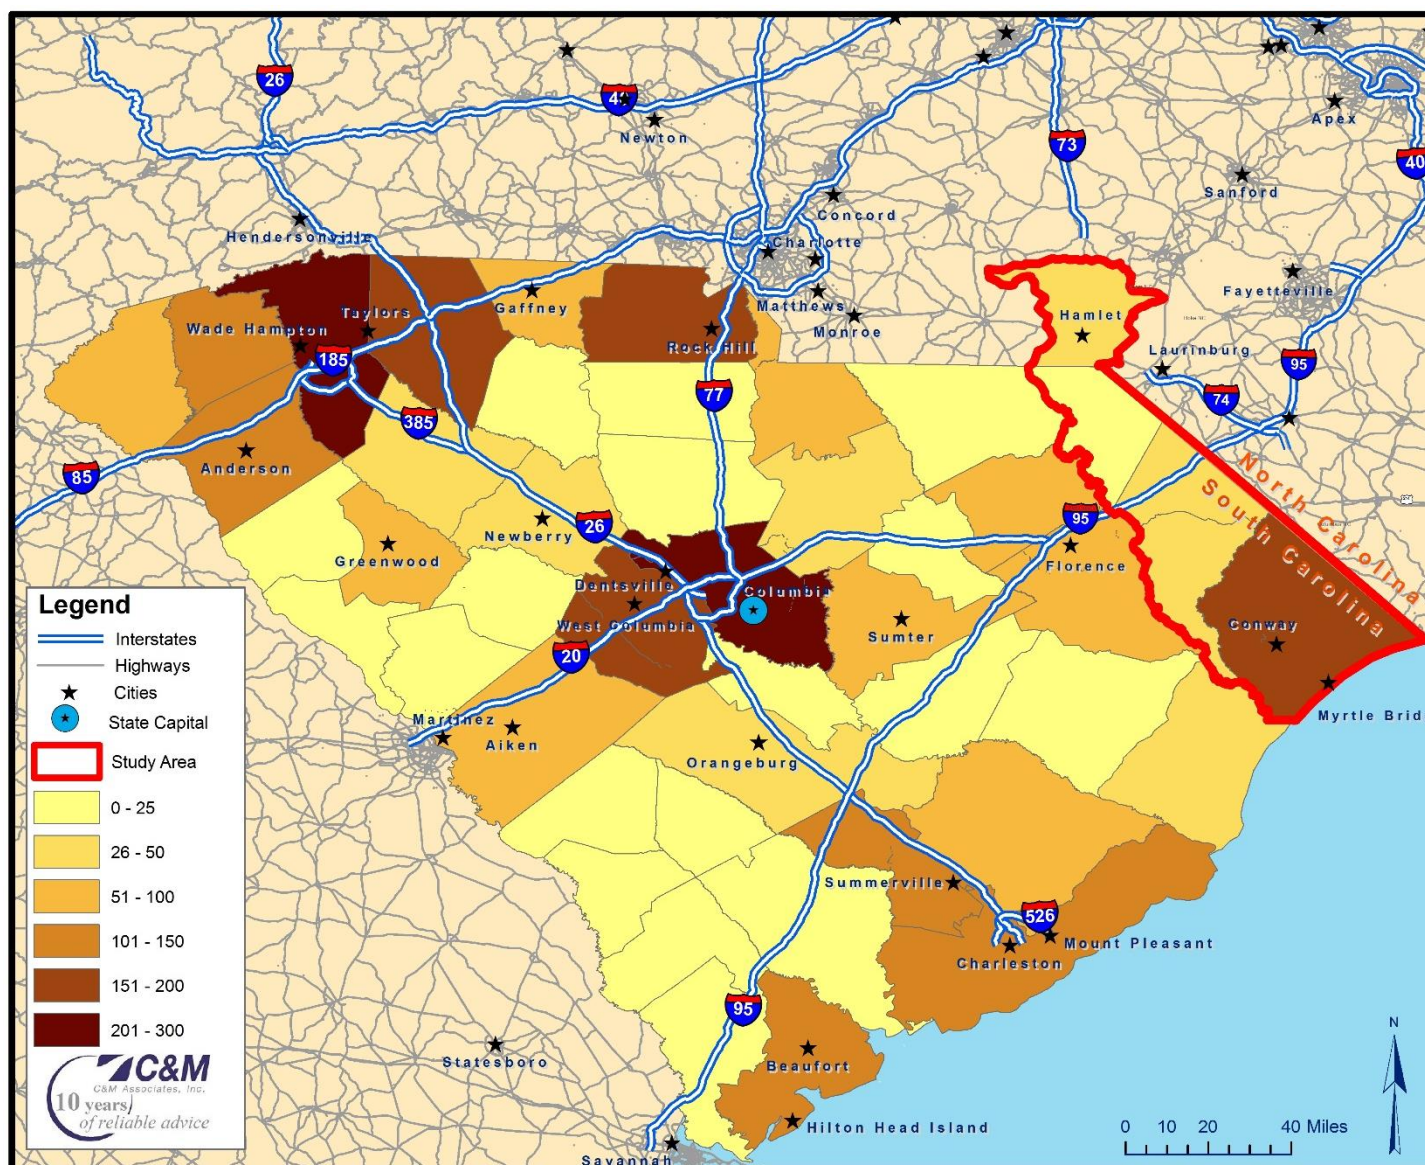 26
4
Newton
73
Apex
40
Sanford
Concord
Hendersonville
Charlotte
Fayetteville
Matthews
Monroe
Gaffney
Taylors
Wade Hampton
Rock Hill
Hamlet
Laurinburg
185
95
77
74
385
Anderson
85
North Carolina
South Carolina
26
95
Newberry
Greenwood
Florence
Dentsville
Columbia
West Columbia
Sumter
Conway
20
Myrtle Brid
Martinez
Aiken
Orangeburg
Summerville
526
Mount Pleasant
Charleston
95
Statesboro
Beaufort
Hilton Head Island
Savannah
Legend
Interstates
Highways
Cities
State Capital
Study Area
0 - 25
26 - 50
51 - 100
101 - 150
151 - 200
201 - 300
C&M
C&M Associates, Inc.
10 years
of reliable advice
N
0 10 20 40 Miles